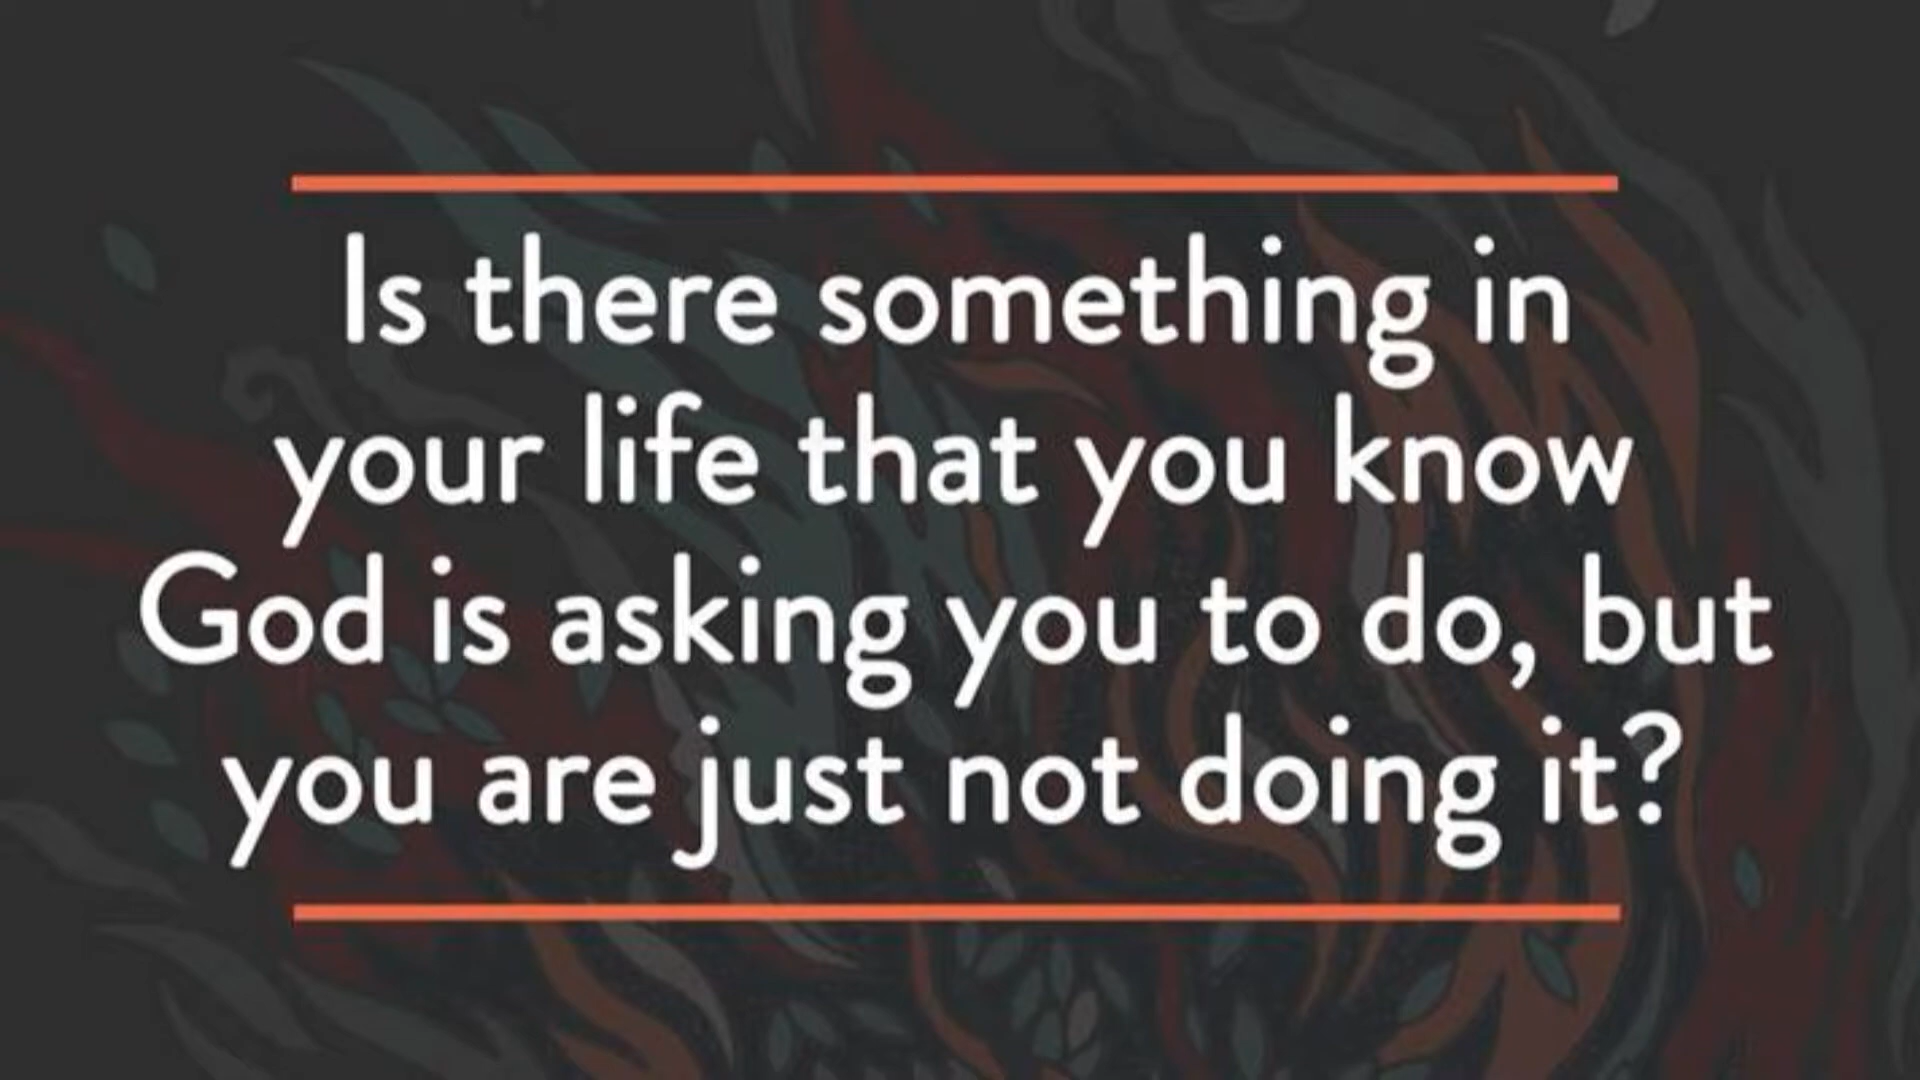 Is there something in
your life that you know
God is asking you to do, but
you are just not doing it?